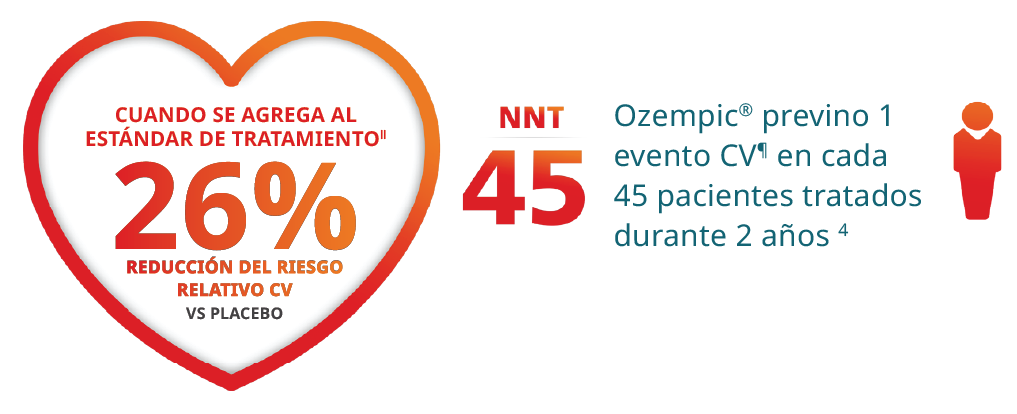 CUANDO SE AGREGA AL
ESTÁNDAR DE TRATAMIENTO||
26%
REDUCCIÓN DEL RIESGO
RELATIVO CV
VS PLACEBO
NNT
45
Ozempic® previno 1
evento CV¶ en cada
45 pacientes tratados
durante 2 años 4